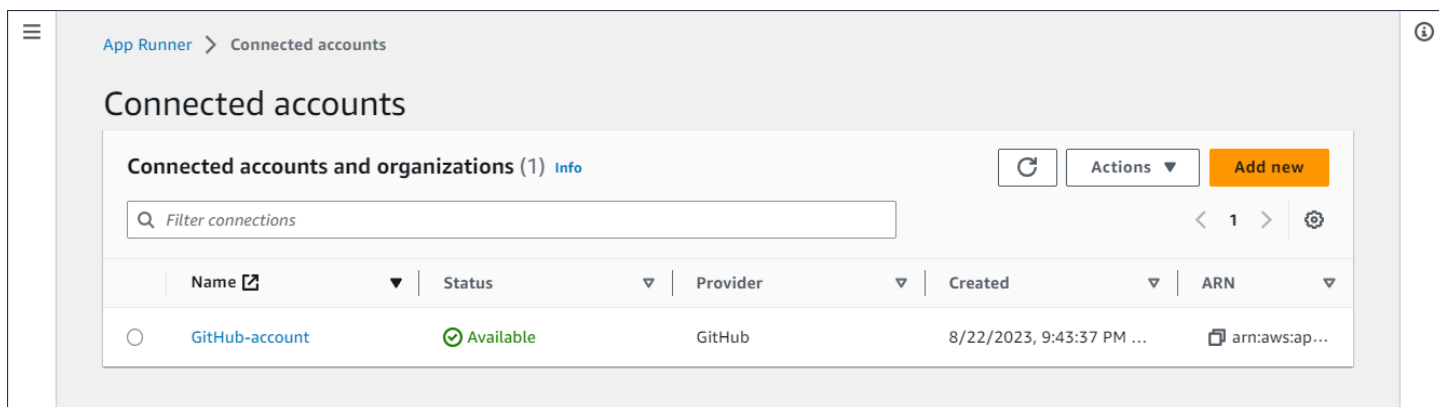 App Runner > Connected accounts
Connected accounts
Connected accounts and organizations (1) Info
Actions
Add new
Filter connections
1
Name Status Provider Created ARN
GitHub-account Available GitHub 8/22/2023, 9:43:37 PM ... arn:aws:ap...